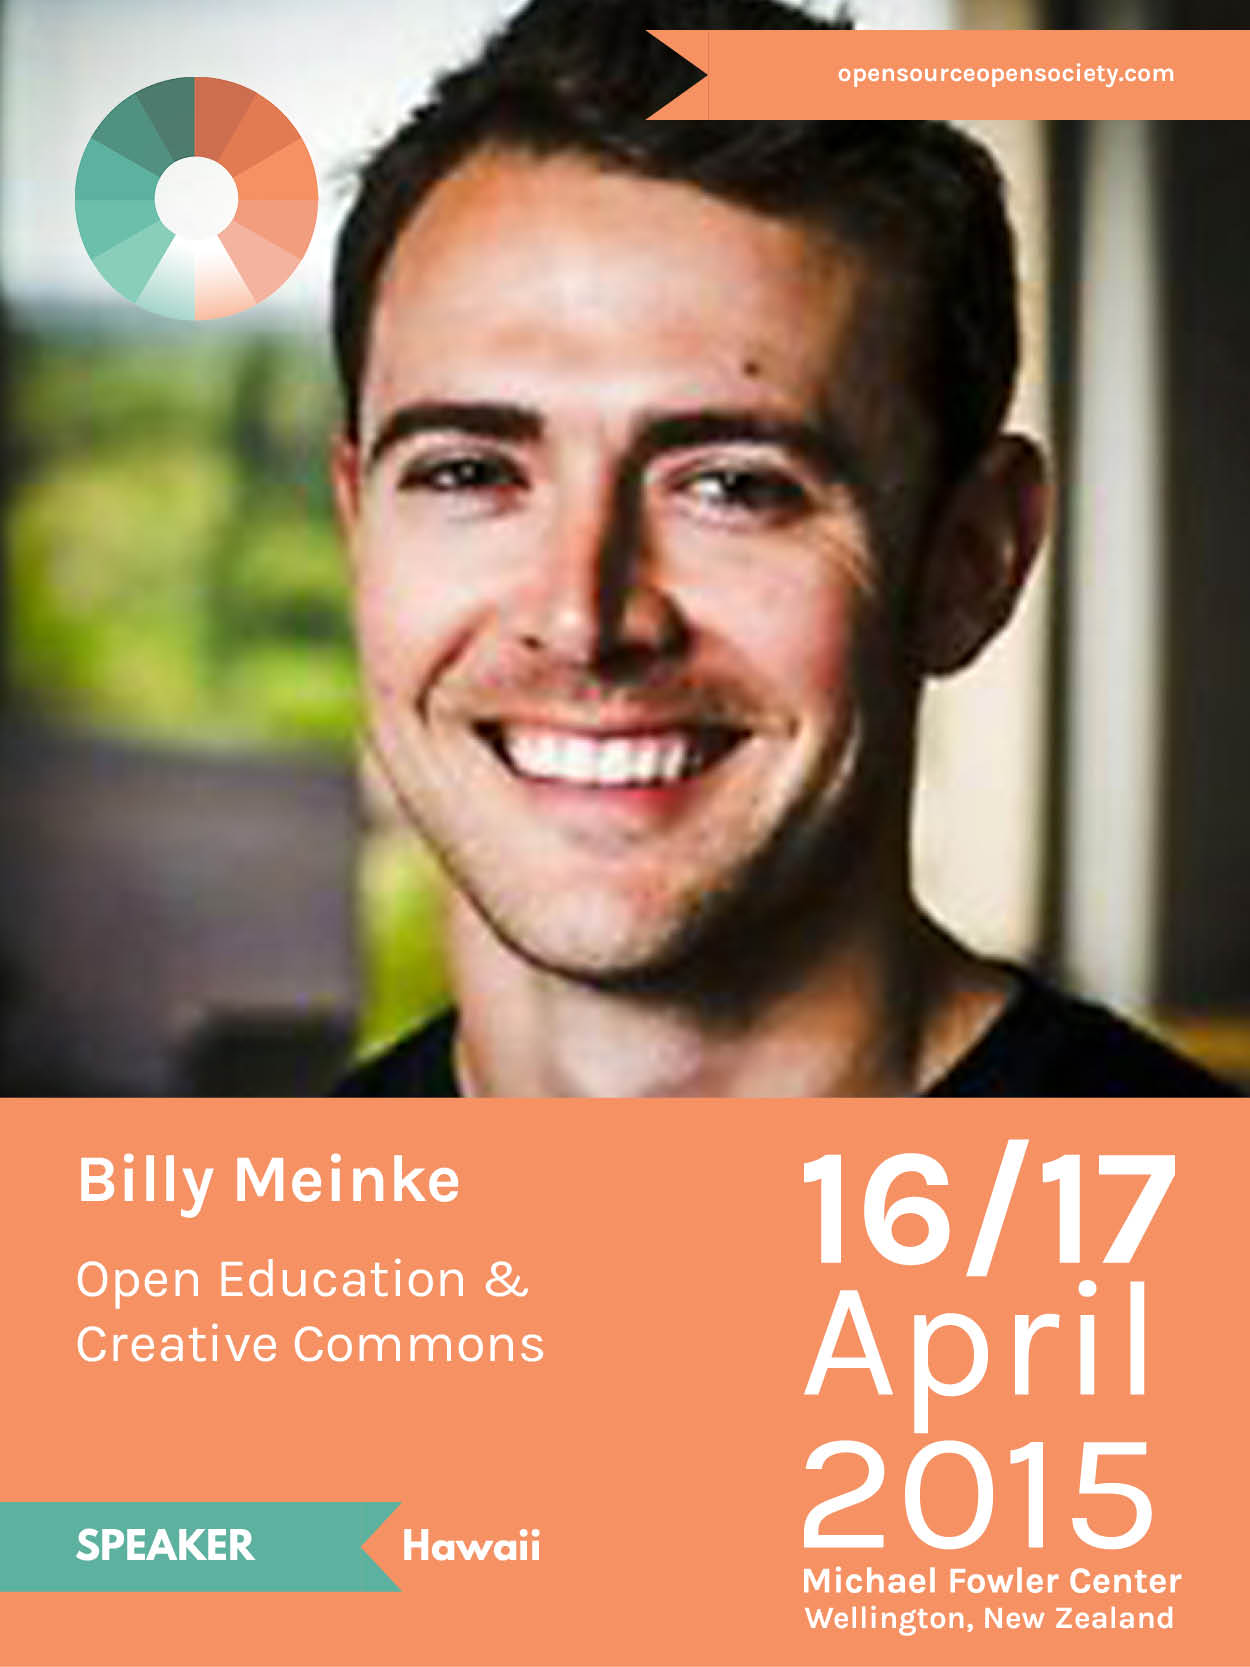 opensourceopensociety.com
Billy Meinke
Open Education &
Creative Commons
SPEAKER
Hawaii
16/17
April
2015
Michael Fowler Center
Wellington, New Zealand